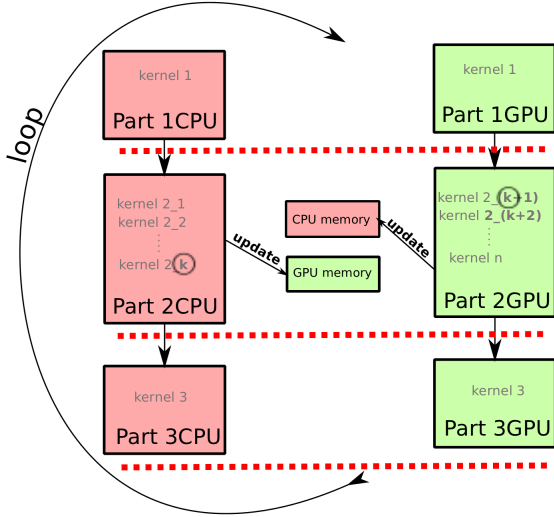 loop
kernel 1
Part 1CPU
kernel 1
Part 1GPU
kernel 2_1
kernel 2_2
kernel 2_k
Part 2CPU
update
CPU memory
GPU memory
update
kernel 2_(k+1)
kernel 2_(k+2)
kernel n
Part 2GPU
kernel 3
Part 3CPU
kernel 3
Part 3GPU